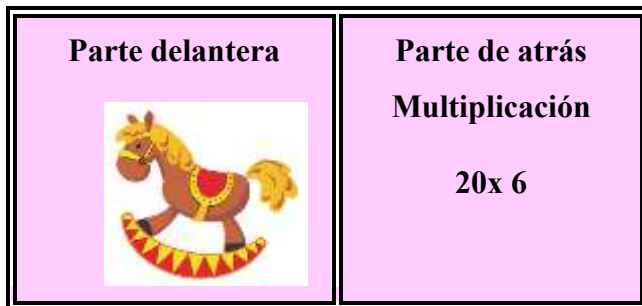 Parte delantera
Parte de atrás
Multiplicación
20x 6